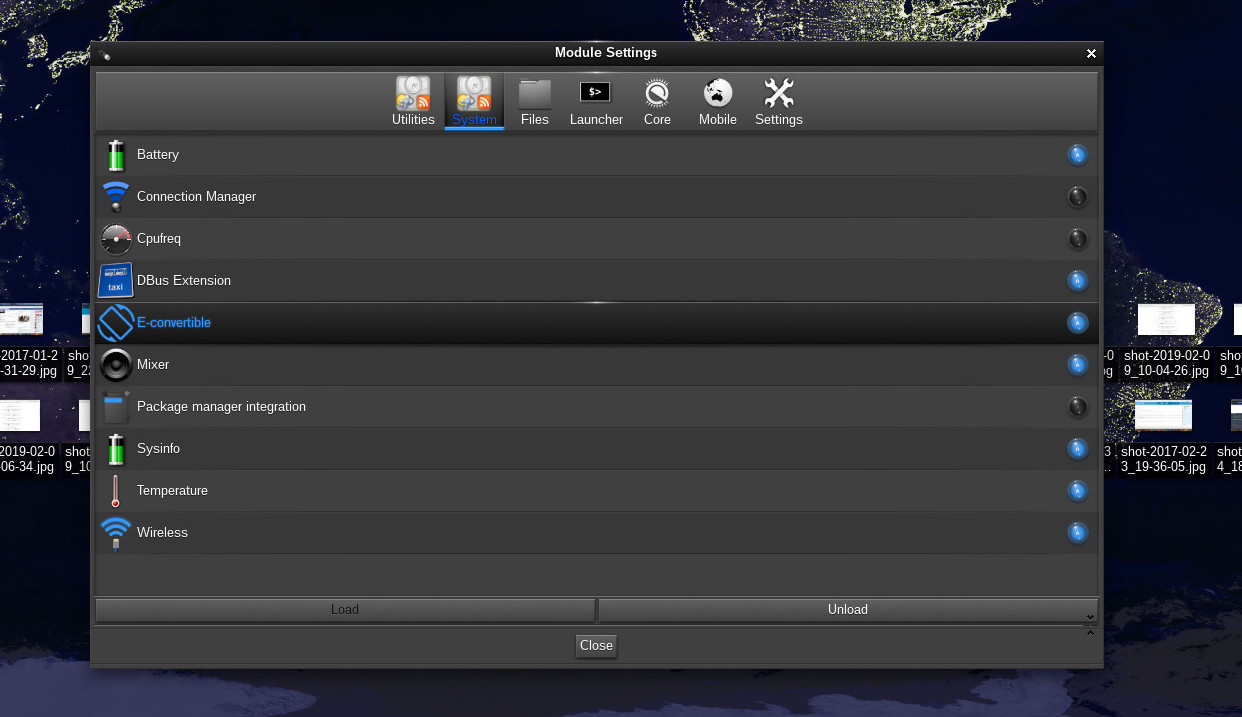 Module Settings
Utilities
System
Files
$>
Launcher
Core
Mobile
Settings
Battery
Connection Manager
Cpufreq
taxi
DBus Extension
E-convertible
Mixer
Package manager integration
Sysinfo
Temperature
Wireless
Load
Unload
Close
-2017-01-2
-31-29.jpg
shot
9_22
2019-02-0
06-34.jpg
shot
9_10
-0
shot-2019-02-0
9_10-04-26.jpg
shot
9_1
3
shot-2017-02-2
3_19-36-05.jpg
shot
4_18